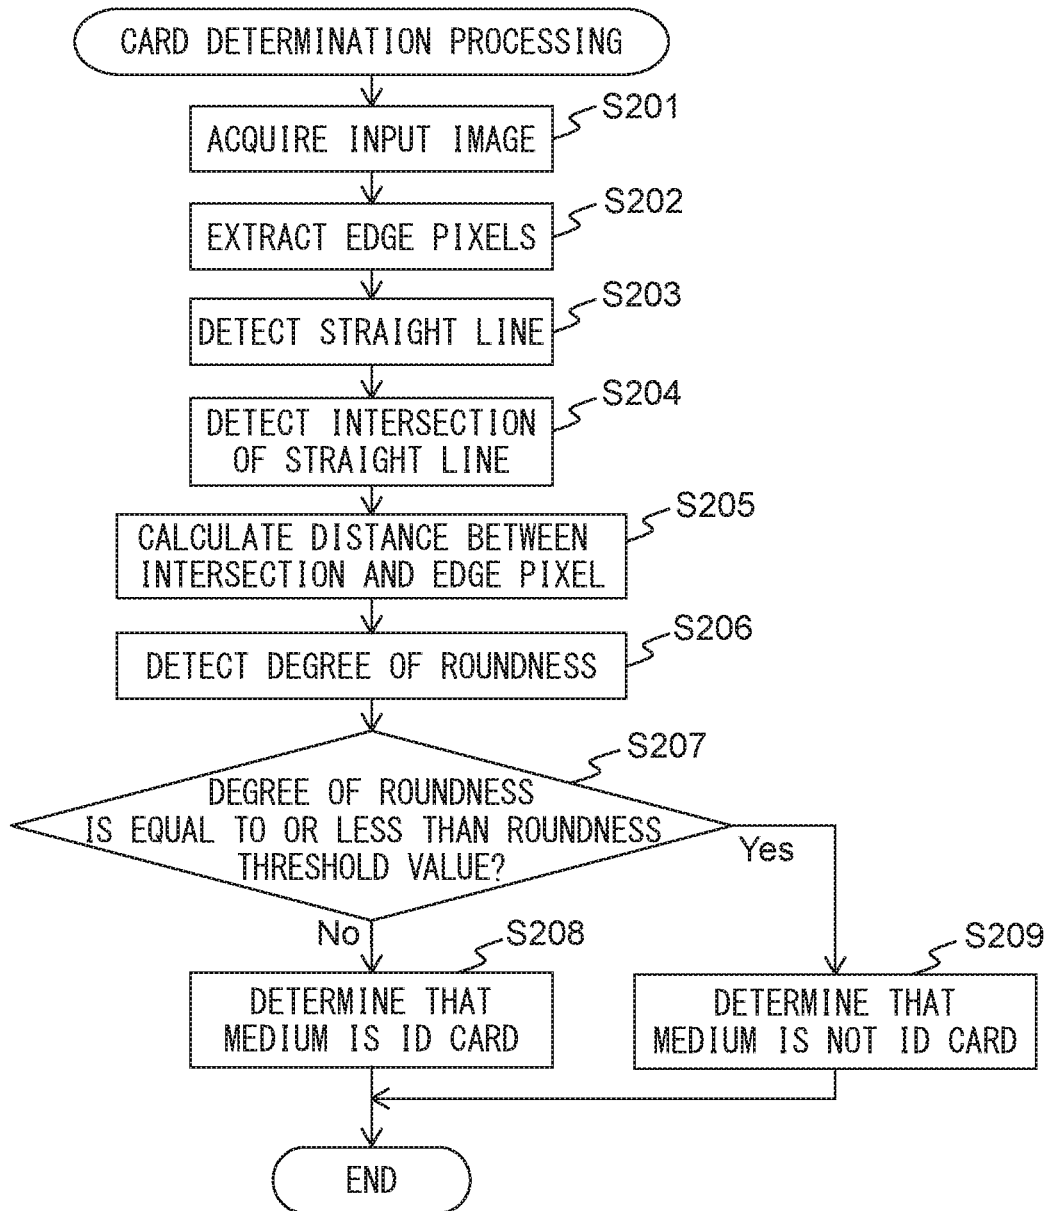 CARD DETERMINATION PROCESSING
S201
ACQUIRE INPUT IMAGE
S202
EXTRACT EDGE PIXELS
S203
DETECT STRAIGHT LINE
S204
DETECT INTERSECTION
OF STRAIGHT LINE
S205
CALCULATE DISTANCE BETWEEN
INTERSECTION AND EDGE PIXEL
S206
DETECT DEGREE OF ROUNDNESS
S207
DEGREE OF ROUNDNESS
IS EQUAL TO OR LESS THAN ROUNDNESS
THRESHOLD VALUE?
Yes
No
S208
DETERMINE THAT
MEDIUM IS ID CARD
S209
DETERMINE THAT
MEDIUM IS NOT ID CARD
END